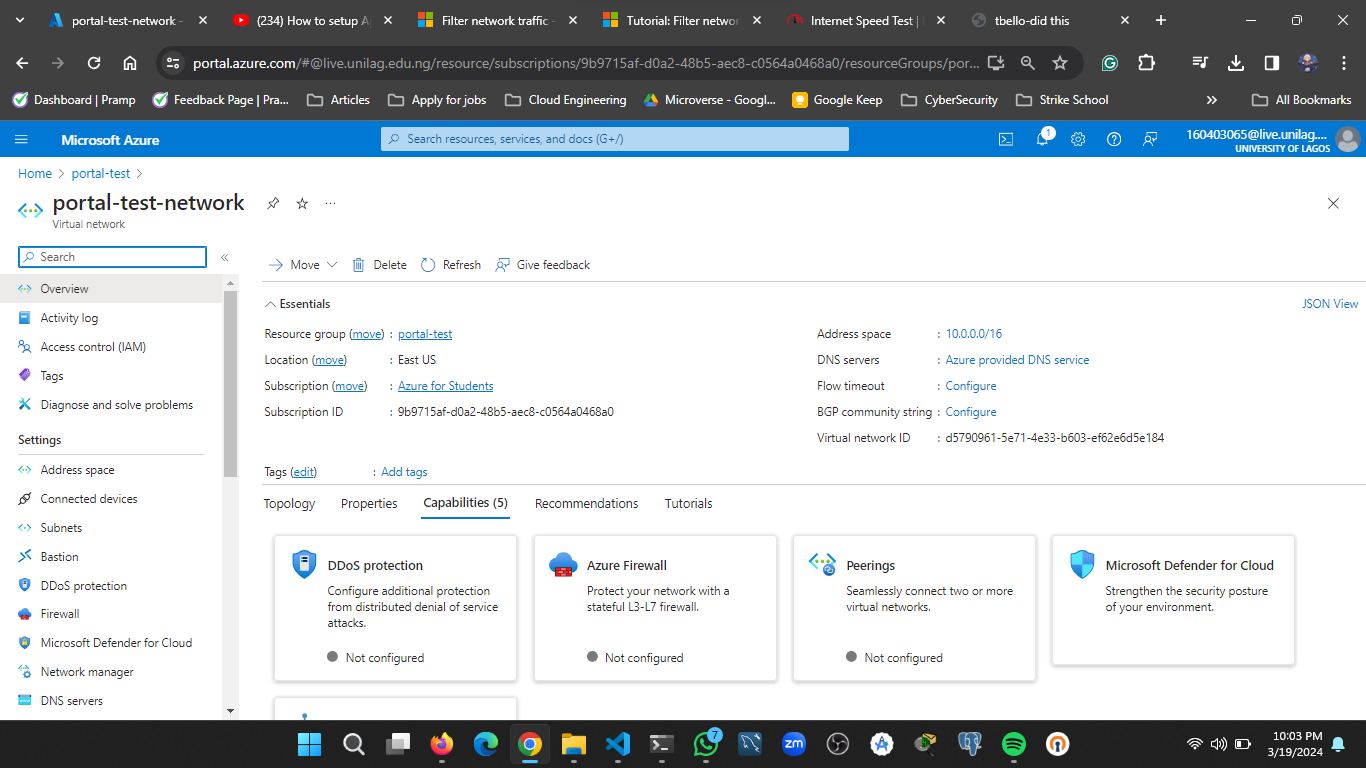 portal-test-network -
(234) How to setup A
Filter network traffic -
Tutorial: Filter networ
Internet Speed Test |
tbello-did this
portal.azure.com/#@live.unilag.edu.ng/resource/subscriptions/9b9715af-d0a2-48b5-aec8-c0564a0468a0/resourceGroups/por...
Dashboard | Pramp
Feedback Page | Pra...
Articles
Apply for jobs
Cloud Engineering
Microverse - Googl...
Google Keep
CyberSecurity
Strike School
All Bookmarks
Microsoft Azure
Search resources, services, and docs (G+/)
1
160403065@live.unilag....
UNIVERSITY OF LAGOS
Home > portal-test >
portal-test-network
Virtual network
Search
Move
Delete
Refresh
Give feedback
Overview
Activity log
Access control (IAM)
Tags
Diagnose and solve problems
Settings
Address space
Connected devices
Subnets
Bastion
DDoS protection
Firewall
Microsoft Defender for Cloud
Network manager
DNS servers
Essentials
JSON View
Resource group (move) : portal-test
Location (move) : East US
Subscription (move) : Azure for Students
Subscription ID : 9b9715af-d0a2-48b5-aec8-c0564a0468a0
Address space : 10.0.0.0/16
DNS servers : Azure provided DNS service
Flow timeout : Configure
BGP community string : Configure
Virtual network ID : d5790961-5e71-4e33-b603-ef62e6d5e184
Tags (edit) : Add tags
Topology
Properties
Capabilities (5)
Recommendations
Tutorials
DDoS protection
Configure additional protection
from distributed denial of service
attacks.
Not configured
Azure Firewall
Protect your network with a
stateful L3-L7 firewall.
Not configured
Peerings
Seamlessly connect two or more
virtual networks.
Not configured
Microsoft Defender for Cloud
Strengthen the security posture
of your environment.
7
zm
10:03 PM
3/19/2024